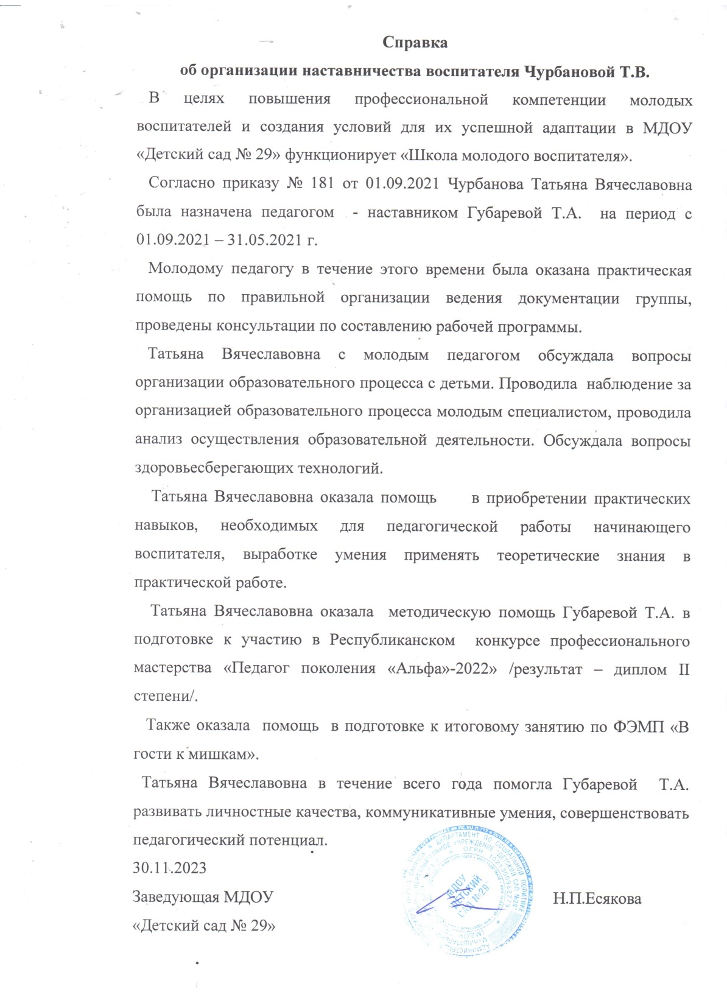 Справка
об организации наставничества воспитателя Чурбановой Т.В.
В целях повышения профессиональной компетенции молодых
воспитателей и создания условий для их успешной адаптации в МДОУ
«Детский сад № 29» функционирует «Школа молодого воспитателя».
Согласно приказу № 181 от 01.09.2021 Чурбанова Татьяна Вячеславовна
была назначена педагогом - наставником Губаревой Т.А. на период с
01.09.2021 – 31.05.2021 г.
Молодому педагогу в течение этого времени была оказана практическая
помощь по правильной организации ведения документации группы,
проведены консультации по составлению рабочей программы.
Татьяна Вячеславовна с молодым педагогом обсуждала вопросы
организации образовательного процесса с детьми. Проводила наблюдение за
организацией образовательного процесса молодым специалистом, проводила
анализ осуществления образовательной деятельности. Обсуждала вопросы
здоровьесберегающих технологий.
Татьяна Вячеславовна оказала помощь в приобретении практических
навыков, необходимых для педагогической работы начинающего
воспитателя, выработке умения применять теоретические знания в
практической работе.
Татьяна Вячеславовна оказала методическую помощь Губаревой Т.А. в
подготовке к участию в Республиканском конкурсе профессионального
мастерства «Педагог поколения «Альфа»-2022» /результат – диплом II
степени/.
Также оказала помощь в подготовке к итоговому занятию по ФЭМП «В
гости к мишкам».
Татьяна Вячеславовна в течение всего года помогла Губаревой Т.А.
развивать личностные качества, коммуникативные умения, совершенствовать
педагогический потенциал.
30.11.2023
Заведующая МДОУ Н.П.Есякова
«Детский сад № 29»
МДОУ
"ДЕТСКИЙ
САД №29"
ДЕПАРТАМЕНТ ПО СОЦИАЛЬНОЙ ПОЛИТИКЕ
УЧРЕЖДЕНИЕ "ДЕТСКИЙ САД №29"